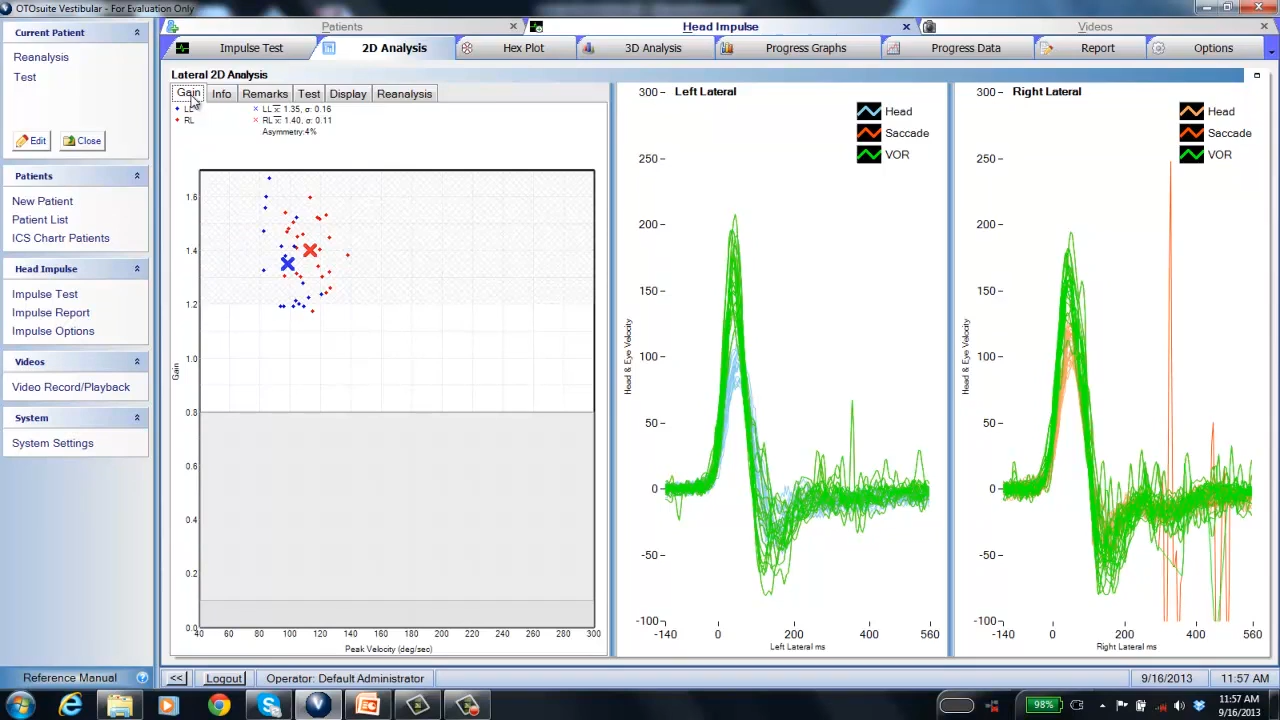 OTOsuite Vestibular - For Evaluation Only
Current Patient
Reanalysis
Test
Edit
Close
Patients
New Patient
Patient List
ICS Chartr Patients
Head Impulse
Impulse Test
Impulse Report
Impulse Options
Videos
Video Record/Playback
System
System Settings
Reference Manual
Patients
Head Impulse
Videos
Impulse Test
2D Analysis
Hex Plot
3D Analysis
Progress Graphs
Progress Data
Report
Options
Lateral 2D Analysis
Gain
Info
Remarks
Test
Display
Reanalysis
LL
LL x: 1.35, σ: 0.16
RL
RL x: 1.40, σ: 0.11
Asymmetry:4%
1.6
1.4
1.2
1.0
0.8
0.6
0.4
0.2
0.0
Gain
40 60 80 100 120 140 160 180 200 220 240 260 280 300
Peak Velocity (deg/sec)
Left Lateral
Head
Saccade
VOR
300
250
200
150
100
50
0
-50
-100
Head & Eye Velocity
-140 0 200 400 560
Left Lateral ms
Right Lateral
Head
Saccade
VOR
300
250
200
150
100
50
0
-50
-100
Head & Eye Velocity
-140 0 200 400 560
Right Lateral ms
<<
Logout
Operator: Default Administrator
9/16/2013
11:57 AM
98%
11:57 AM
9/16/2013